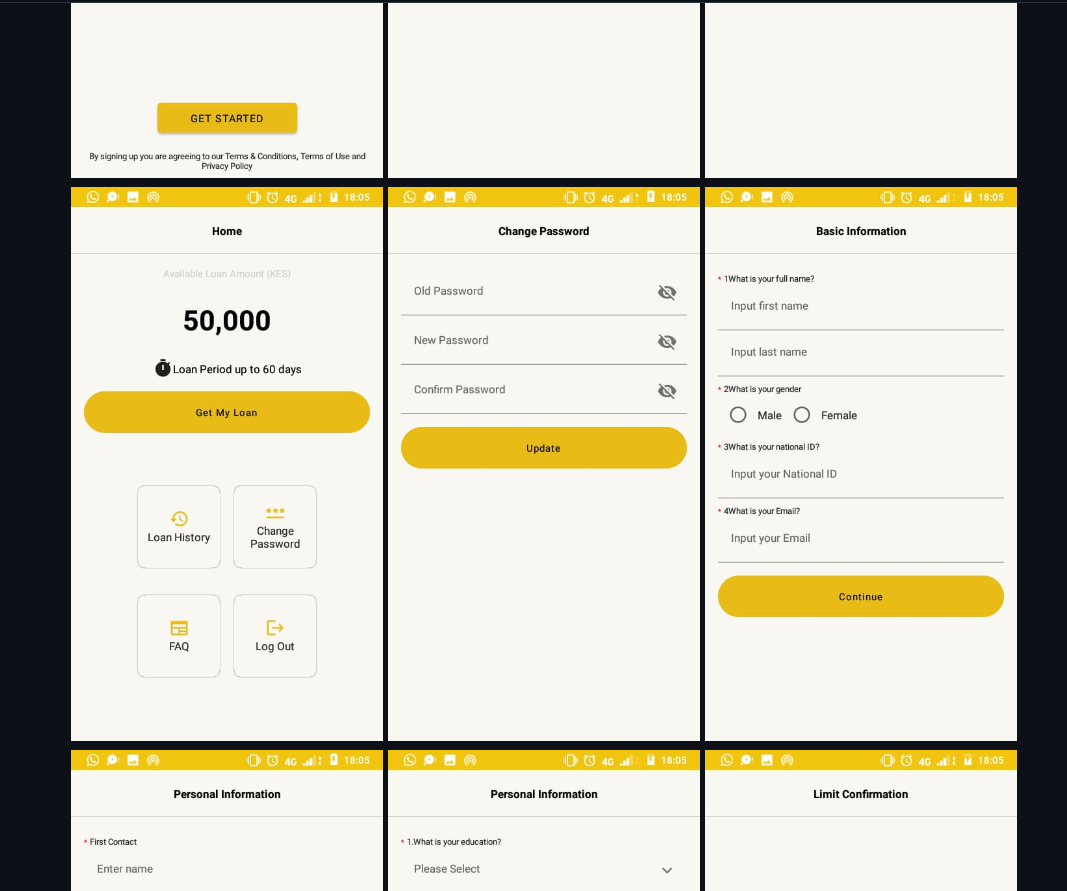 GET STARTED
By signing up you are agreeing to our Terms & Conditions, Terms of Use and
Privacy Policy
4G 18:05
Home
Available Loan Amount (KES)
50,000
Loan Period up to 60 days
Get My Loan
Loan History
Change
Password
FAQ
Log Out
4G 18:05
Change Password
Old Password
New Password
Confirm Password
Update
4G 18:05
Basic Information
* 1What is your full name?
Input first name
Input last name
* 2What is your gender
Male Female
* 3What is your national ID?
Input your National ID
* 4What is your Email?
Input your Email
Continue
4G 18:05
Personal Information
* First Contact
Enter name
4G 18:05
Personal Information
* 1.What is your education?
Please Select
4G 18:05
Limit Confirmation